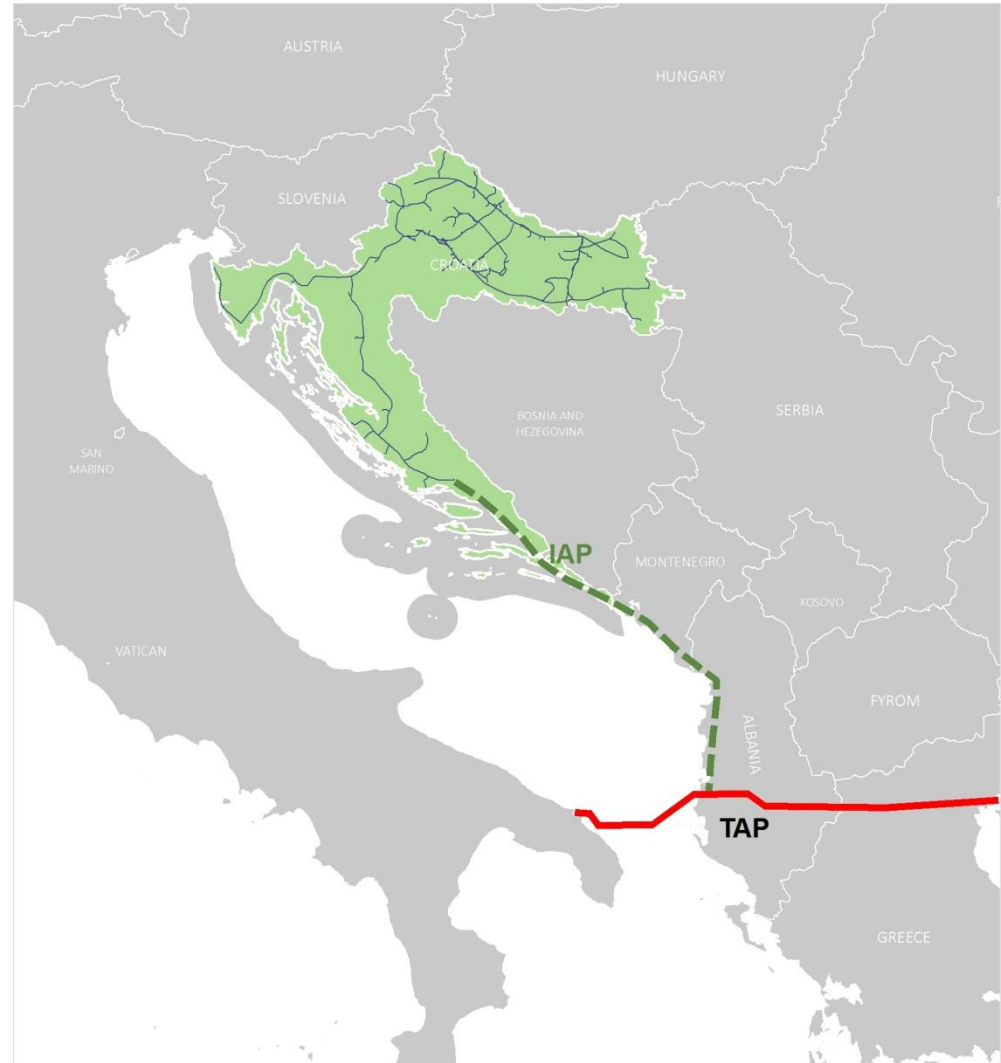 AUSTRIA
HUNGARY
SLOVENIA
CROATIA
BOSNIA AND
HEZEGOVINA
SERBIA
SAN
MARINO
IAP
MONTENEGRO
KOSOVO
VATICAN
FYROM
ALBANIA
TAP
GREECE